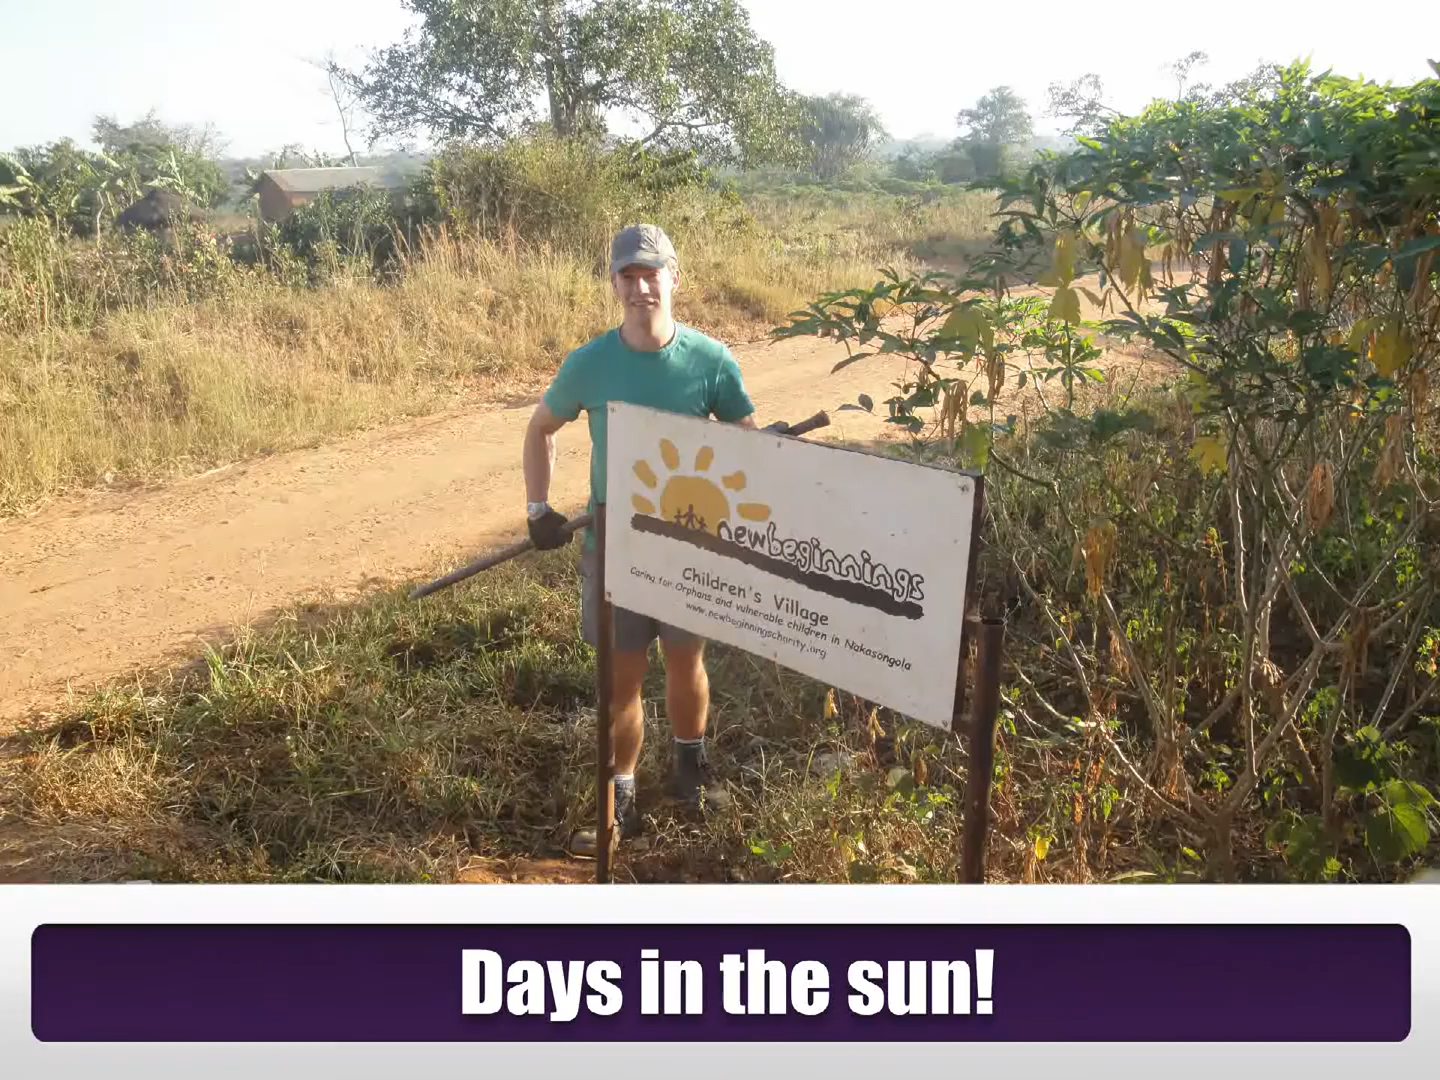 newbeginnings
Children's Village
Caring for Orphans and vulnerable children in Nakasongola
www.newbeginningscharity.org
Days in the sun!